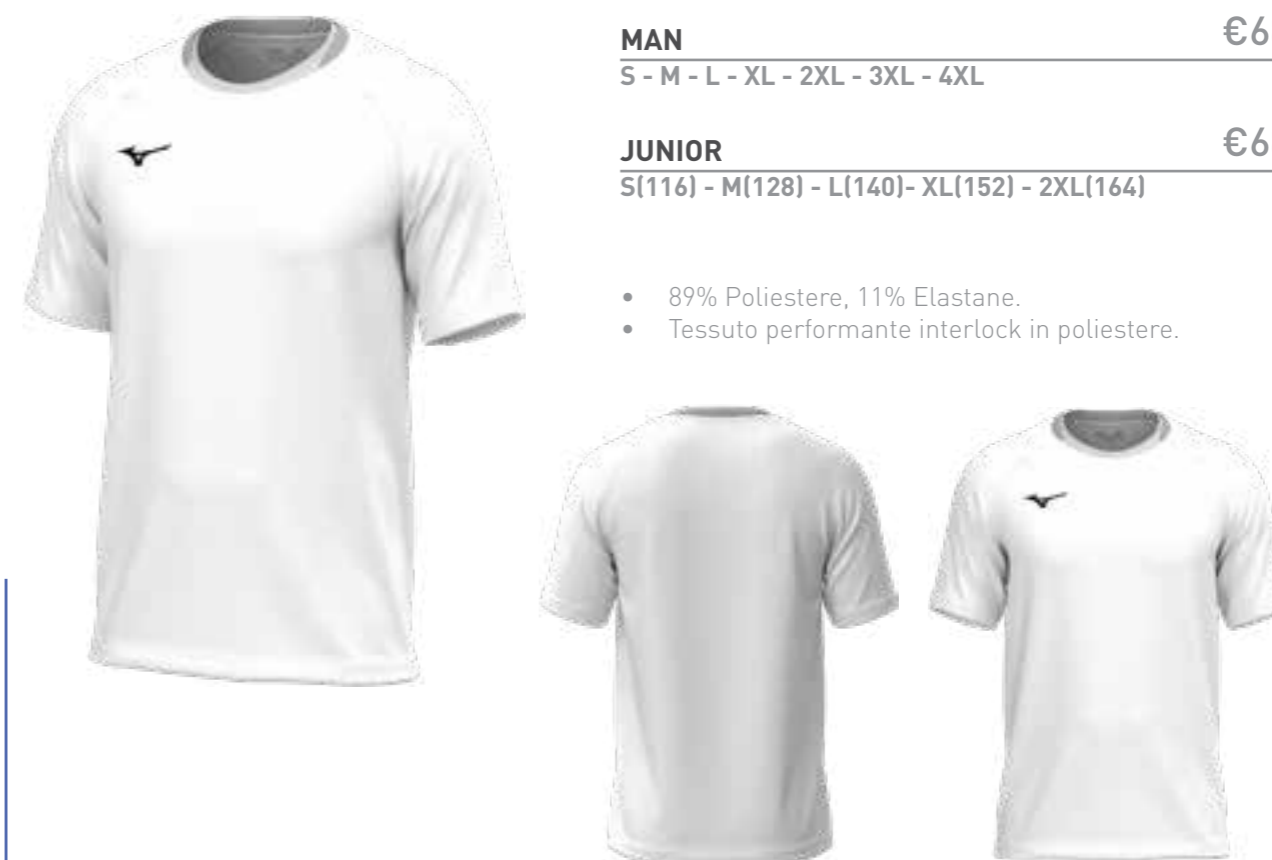 MAN €6
S - M - L - XL - 2XL - 3XL - 4XL
JUNIOR €6
S(116) - M(128) - L(140)- XL(152) - 2XL(164)
• 89% Poliestere, 11% Elastane.
• Tessuto performante interlock in poliestere.